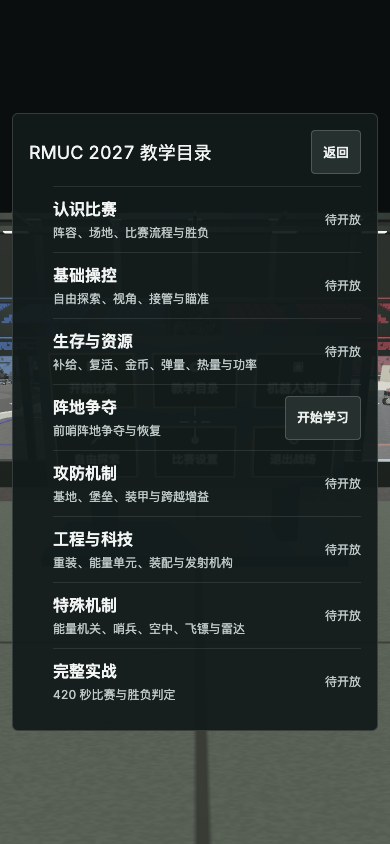 RMUC 2027 教学目录
返回
认识比赛
阵容、场地、比赛流程与胜负
待开放
基础操控
自由探索、视角、接管与瞄准
待开放
生存与资源
补给、复活、金币、弹量、热量与功率
待开放
阵地争夺
前哨阵地争夺与恢复
开始学习
攻防机制
基地、堡垒、装甲与跨越增益
待开放
工程与科技
重装、能量单元、装配与发射机构
待开放
特殊机制
能量机关、哨兵、空中、飞镖与雷达
待开放
完整实战
420 秒比赛与胜负判定
待开放